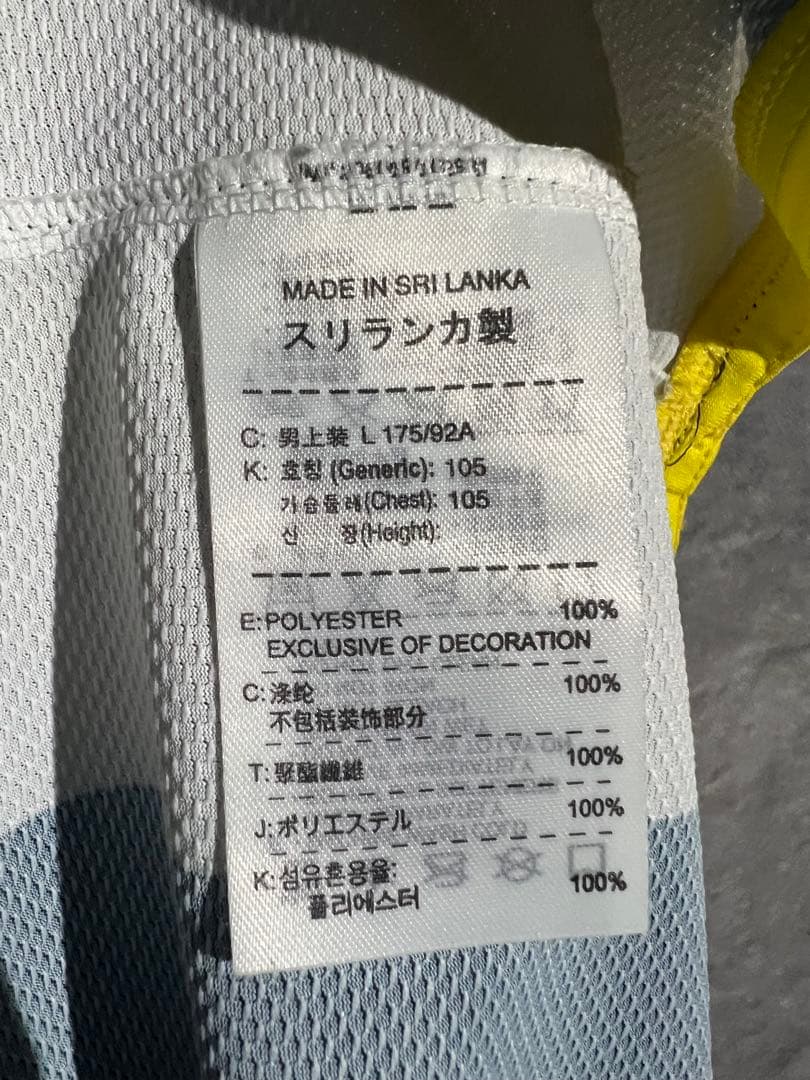 MADE IN SRI LANKA
スリランカ製
C: 男上装 L 175/92A
K: 호칭 (Generic): 105
가슴둘레(Chest): 105
신 장(Height):
E:POLYESTER 100%
EXCLUSIVE OF DECORATION
C:涤纶 100%
不包括装饰部分
T:聚酯纖維 100%
J:ポリエステル 100%
K:섬유혼용율:
폴리에스터 100%